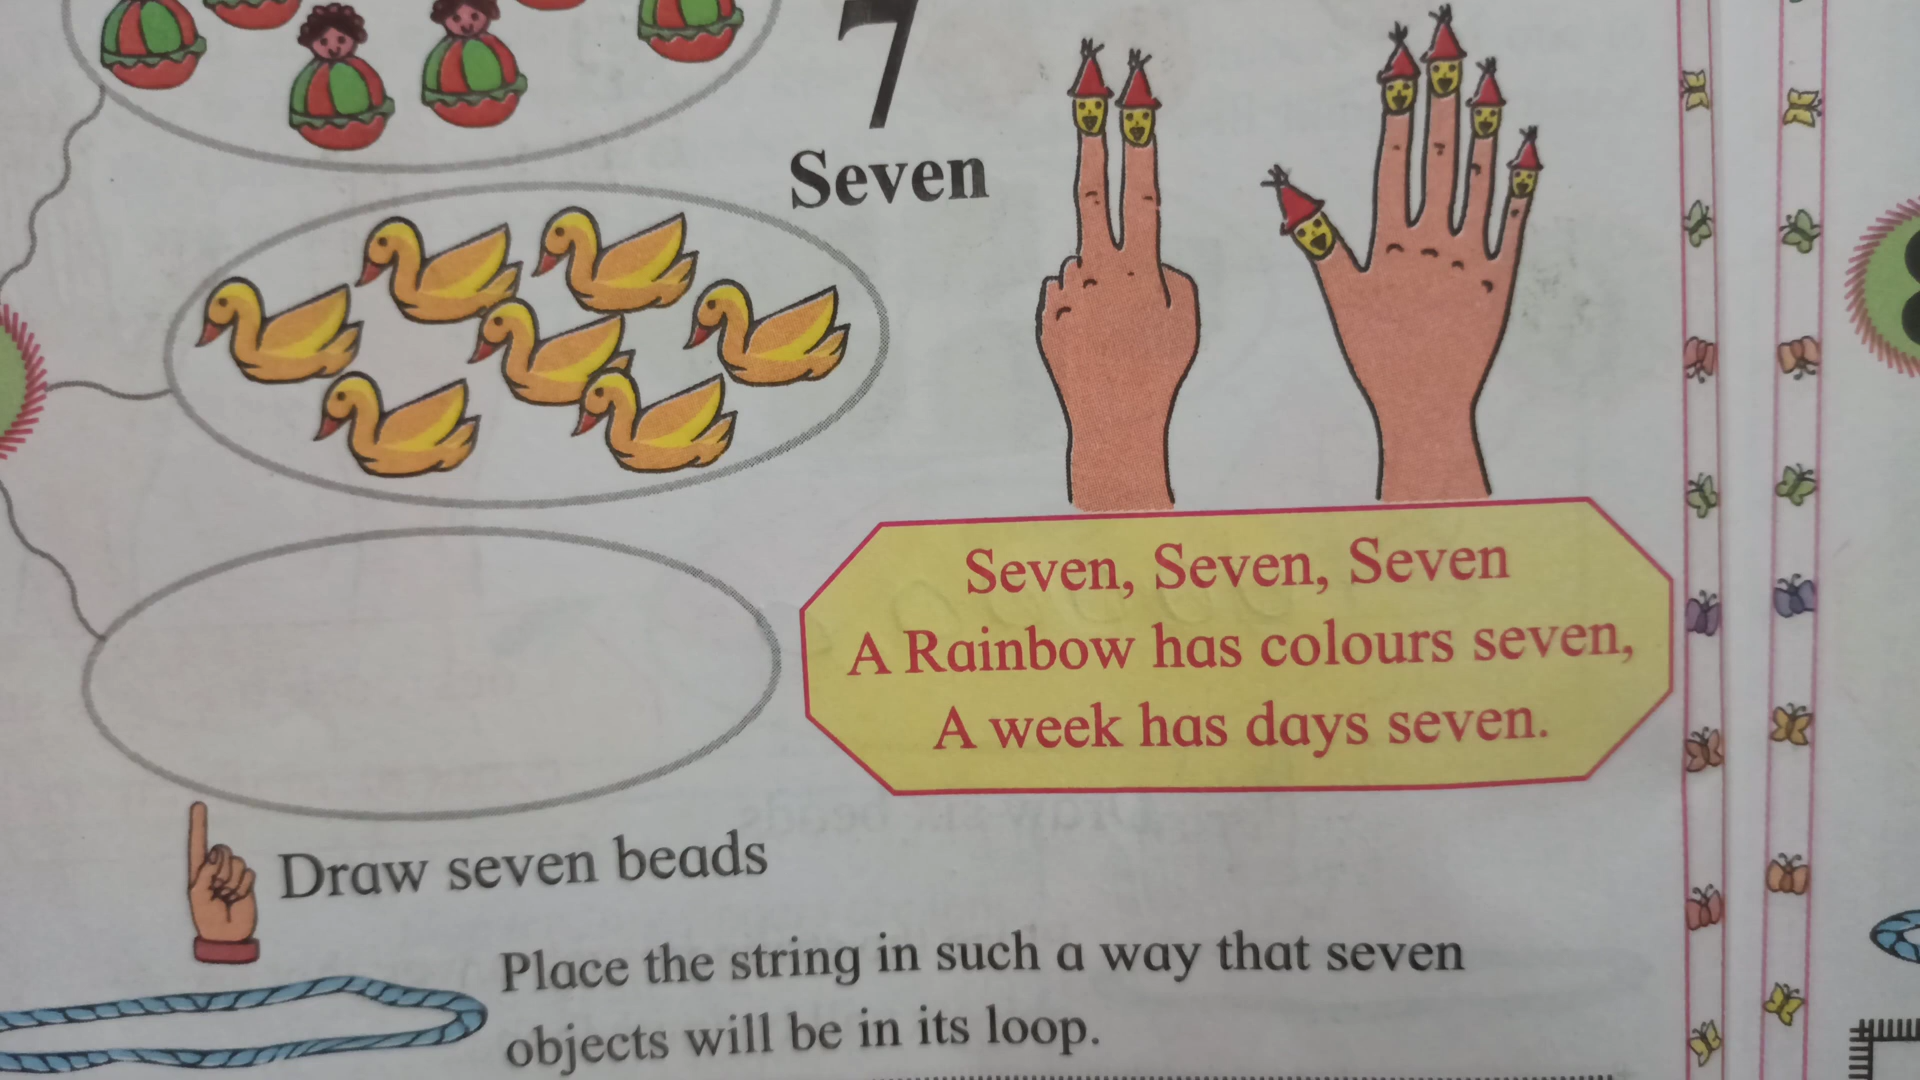 7
Seven
Seven, Seven, Seven
A Rainbow has colours seven,
A week has days seven.
Draw seven beads
Place the string in such a way that seven
objects will be in its loop.